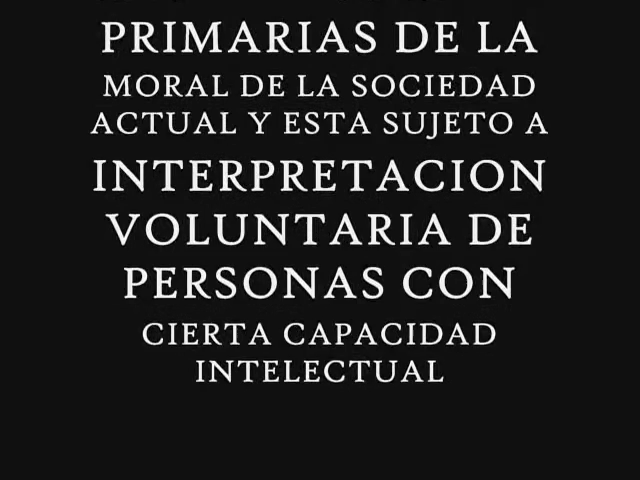 PRIMARIAS DE LA
MORAL DE LA SOCIEDAD
ACTUAL Y ESTA SUJETO A
INTERPRETACION
VOLUNTARIA DE
PERSONAS CON
CIERTA CAPACIDAD
INTELECTUAL